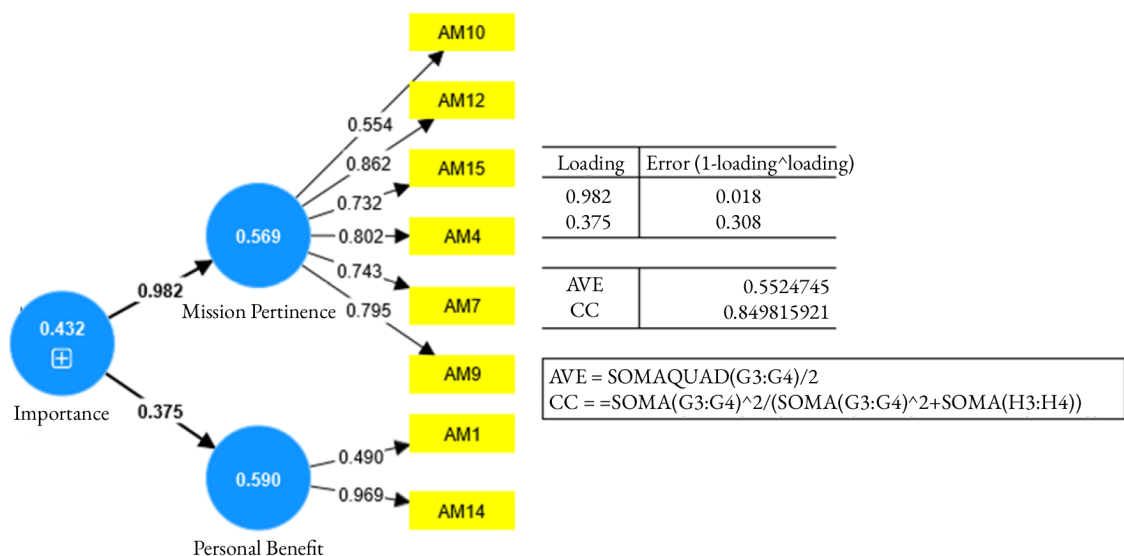 AM10
AM12
0.554
0.862
AM15
0.732
0.569
0.802
AM4
0.743
0.982
Mission Pertinence
0.795
AM7
0.432
Importance
AM9
0.375
AM1
0.490
0.590
0.969
AM14
Personal Benefit
Loading Error (1-loading^loading)
0.982 0.018
0.375 0.308
AVE 0.5524745
CC 0.849815921
AVE = SOMAQUAD(G3:G4)/2
CC = =SOMA(G3:G4)^2/(SOMA(G3:G4)^2+SOMA(H3:H4))